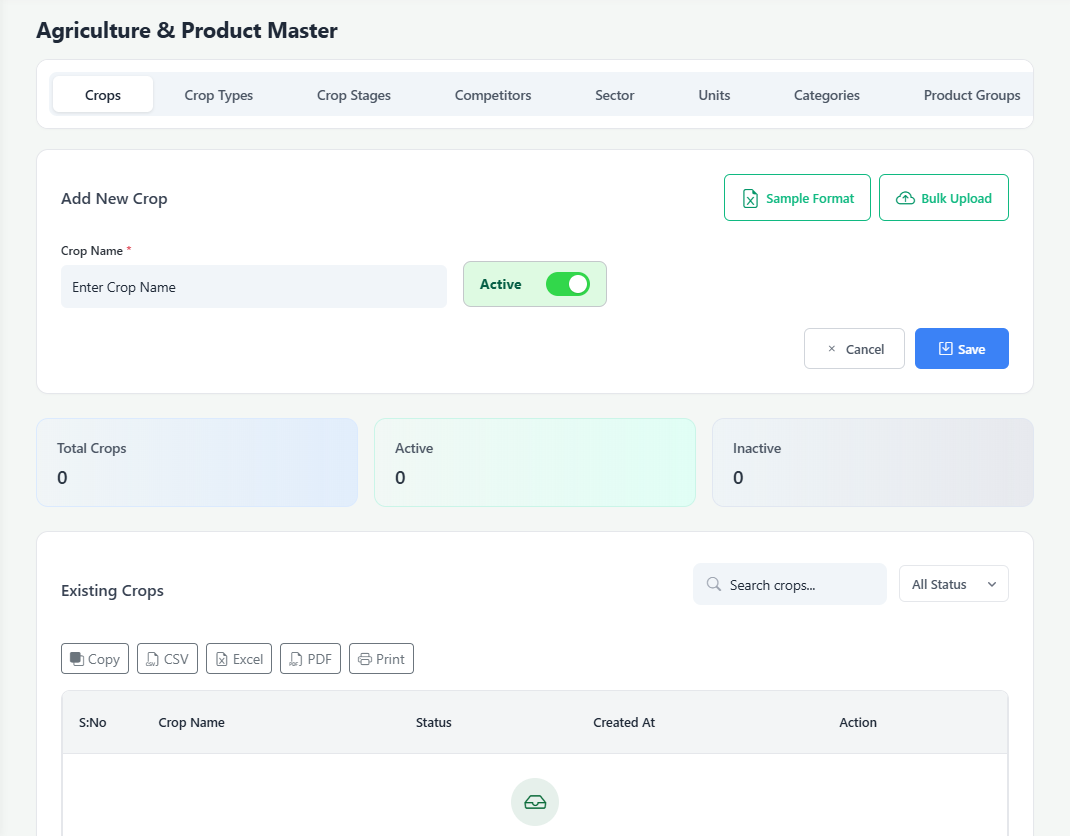 Agriculture & Product Master
Crops Crop Types Crop Stages Competitors Sector Units Categories Product Groups
Add New Crop
Sample Format Bulk Upload
Crop Name *
Enter Crop Name
Active
× Cancel Save
Total Crops Active Inactive
0 0 0
Existing Crops
Search crops... All Status
Copy CSV Excel PDF Print
S:No Crop Name Status Created At Action